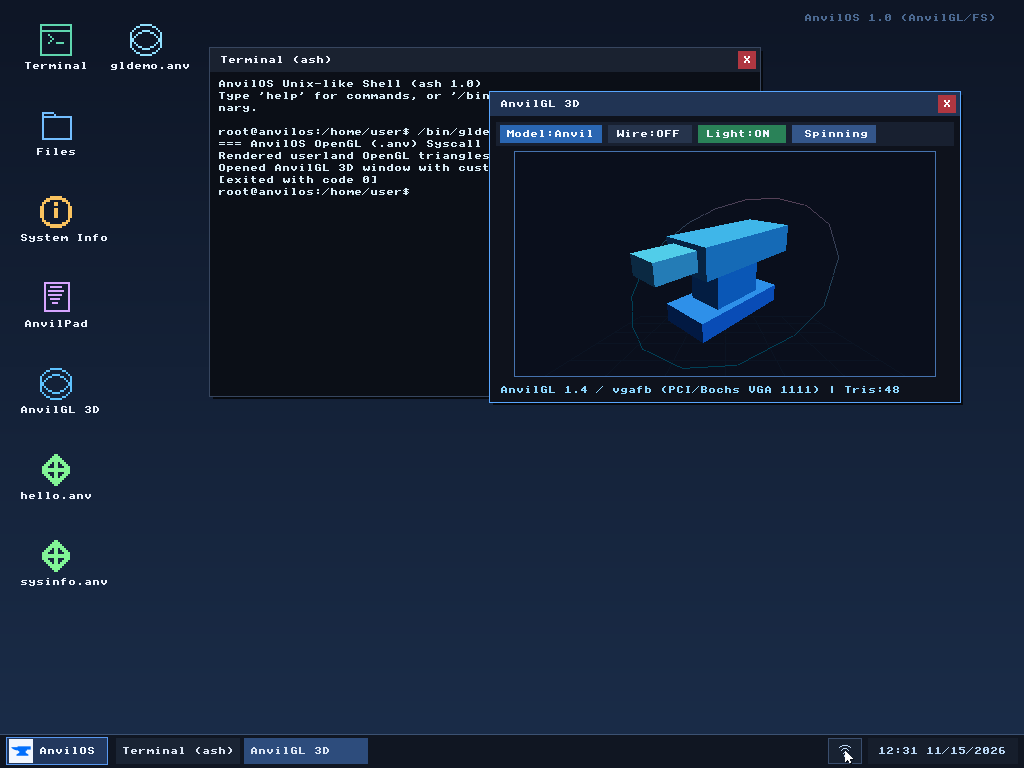 AnvilOS 1.0 (AnvilGL/FS)
Terminal
gldemo.anv
Files
System Info
AnvilPad
AnvilGL 3D
hello.anv
sysinfo.anv
Terminal (ash)
X
AnvilOS Unix-like Shell (ash 1.0)
Type 'help' for commands, or '/bin
nary.
root@anvilos:/home/user$ /bin/glde
=== AnvilOS OpenGL (.anv) Syscall
Rendered userland OpenGL triangles
Opened AnvilGL 3D window with cust
[exited with code 0]
root@anvilos:/home/user$
AnvilGL 3D
X
Model:Anvil
Wire:OFF
Light:ON
Spinning
AnvilGL 1.4 / vgafb (PCI/Bochs VGA 1111) | Tris:48
AnvilOS
Terminal (ash)
AnvilGL 3D
12:31 11/15/2026